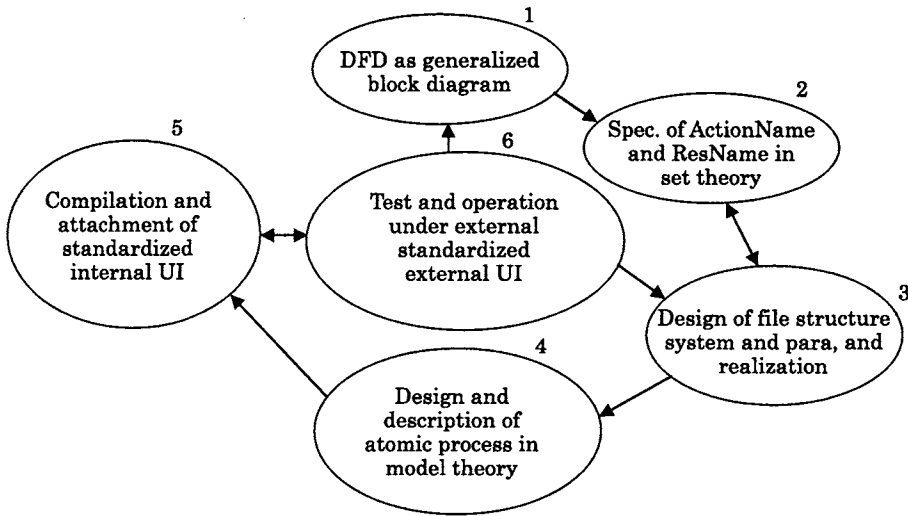 1
DFD as generalized
block diagram
2
Spec. of ActionName
and ResName in
set theory
3
Design of file structure
system and para, and
realization
4
Design and
description of
atomic process in
model theory
5
Compilation and
attachment of
standardized
internal UI
6
Test and operation
under external
standardized
external UI